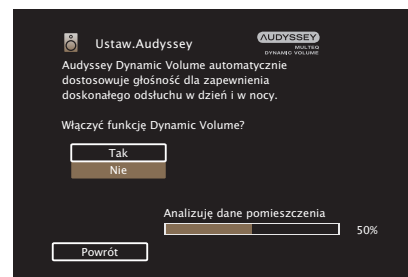 Ustaw.Audyssey
AUDYSSEY
MULTEQ
DYNAMIC VOLUME
Audyssey Dynamic Volume automatycznie
dostosowuje głośność dla zapewnienia
doskonałego odsłuchu w dzień i w nocy.
Włączyć funkcję Dynamic Volume?
Tak
Nie
Analizuję dane pomieszczenia
50%
Powrót